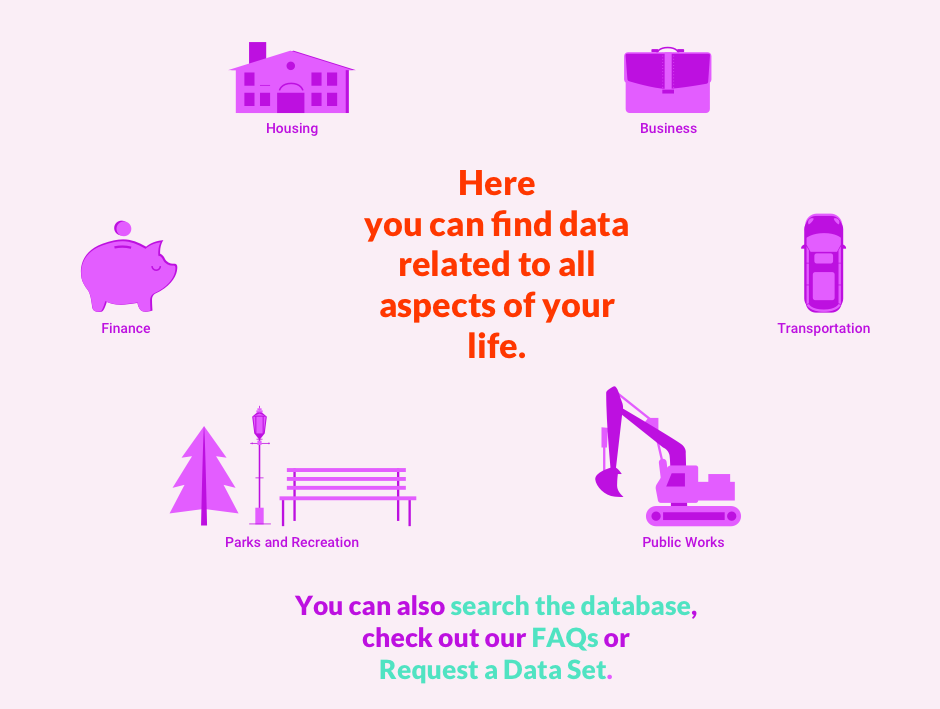 Housing
Business
Here
you can find data
related to all
aspects of your
life.
Finance
Transportation
Parks and Recreation
Public Works
You can also search the database,
check out our FAQs or
Request a Data Set.